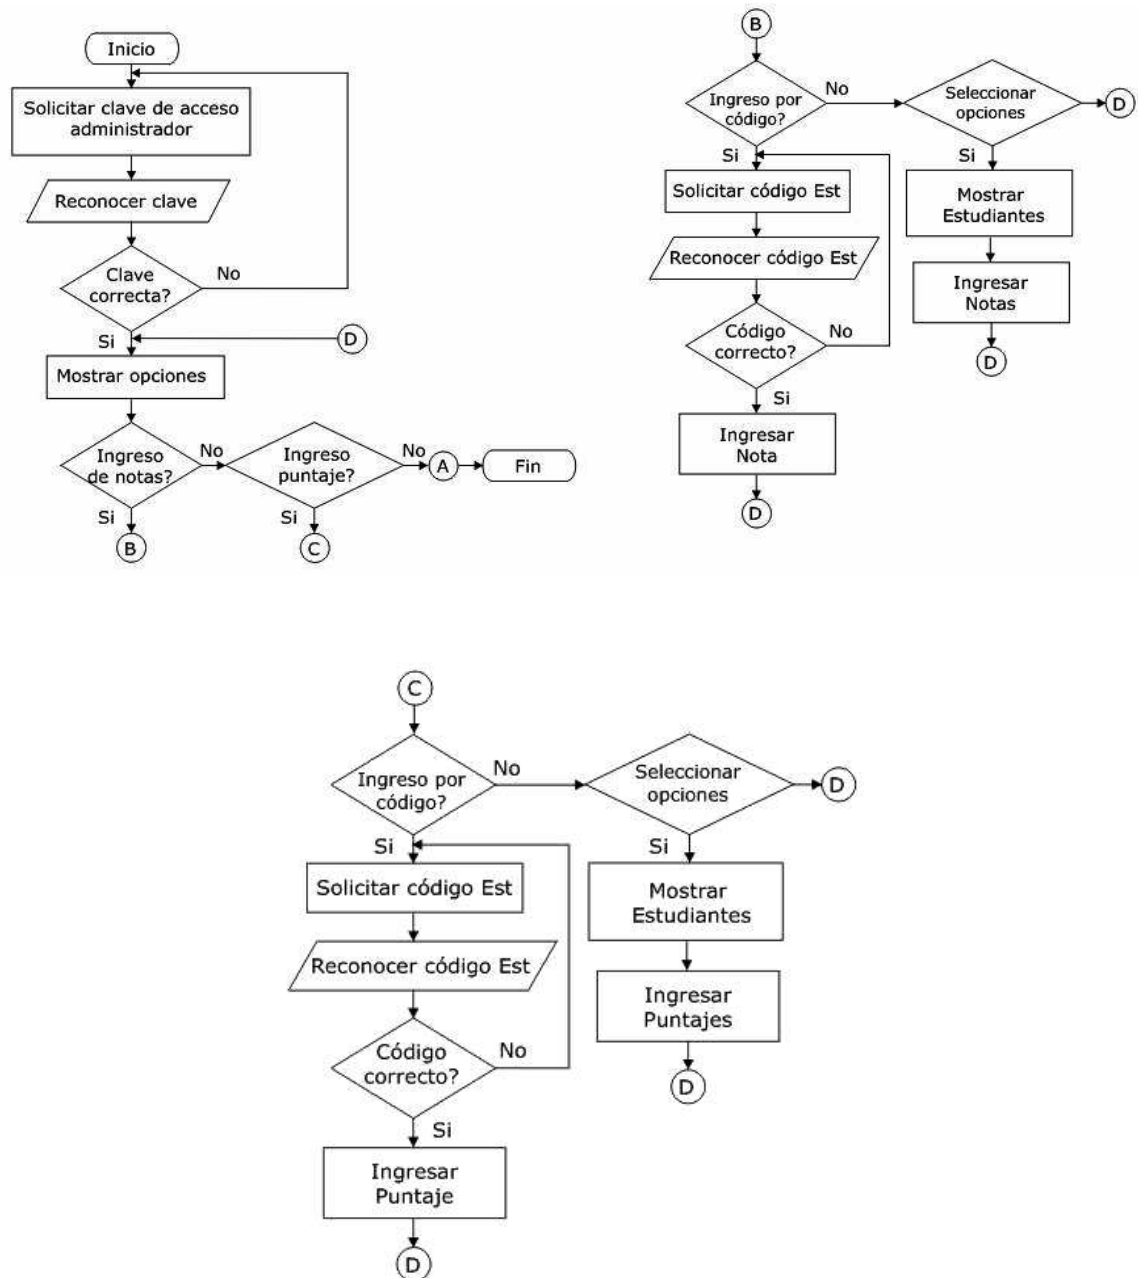 Inicio
Solicitar clave de acceso
administrador
Reconocer clave
Clave
correcta?
No
Si
D
Mostrar opciones
Ingreso
de notas?
No
Ingreso
puntaje?
No
A
Fin
Si
B
Si
C
B
Ingreso por
código?
No
Seleccionar
opciones
D
Si
Solicitar código Est
Reconocer código Est
Código
correcto?
No
Si
Ingresar
Nota
D
Si
Mostrar
Estudiantes
Ingresar
Notas
D
C
Ingreso por
código?
No
Seleccionar
opciones
D
Si
Solicitar código Est
Reconocer código Est
Código
correcto?
No
Si
Ingresar
Puntaje
D
Si
Mostrar
Estudiantes
Ingresar
Puntajes
D